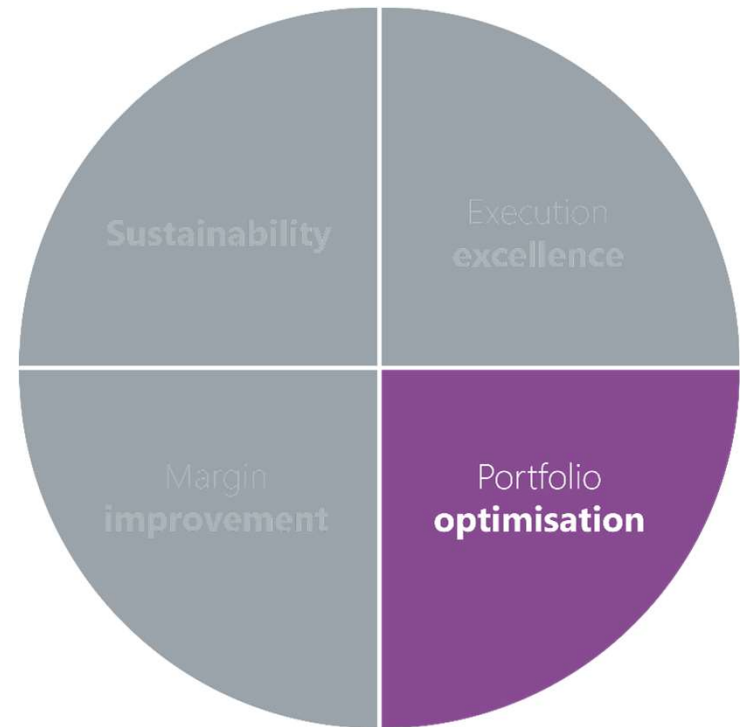 Sustainability
Execution
excellence
Margin
improvement
Portfolio
optimisation